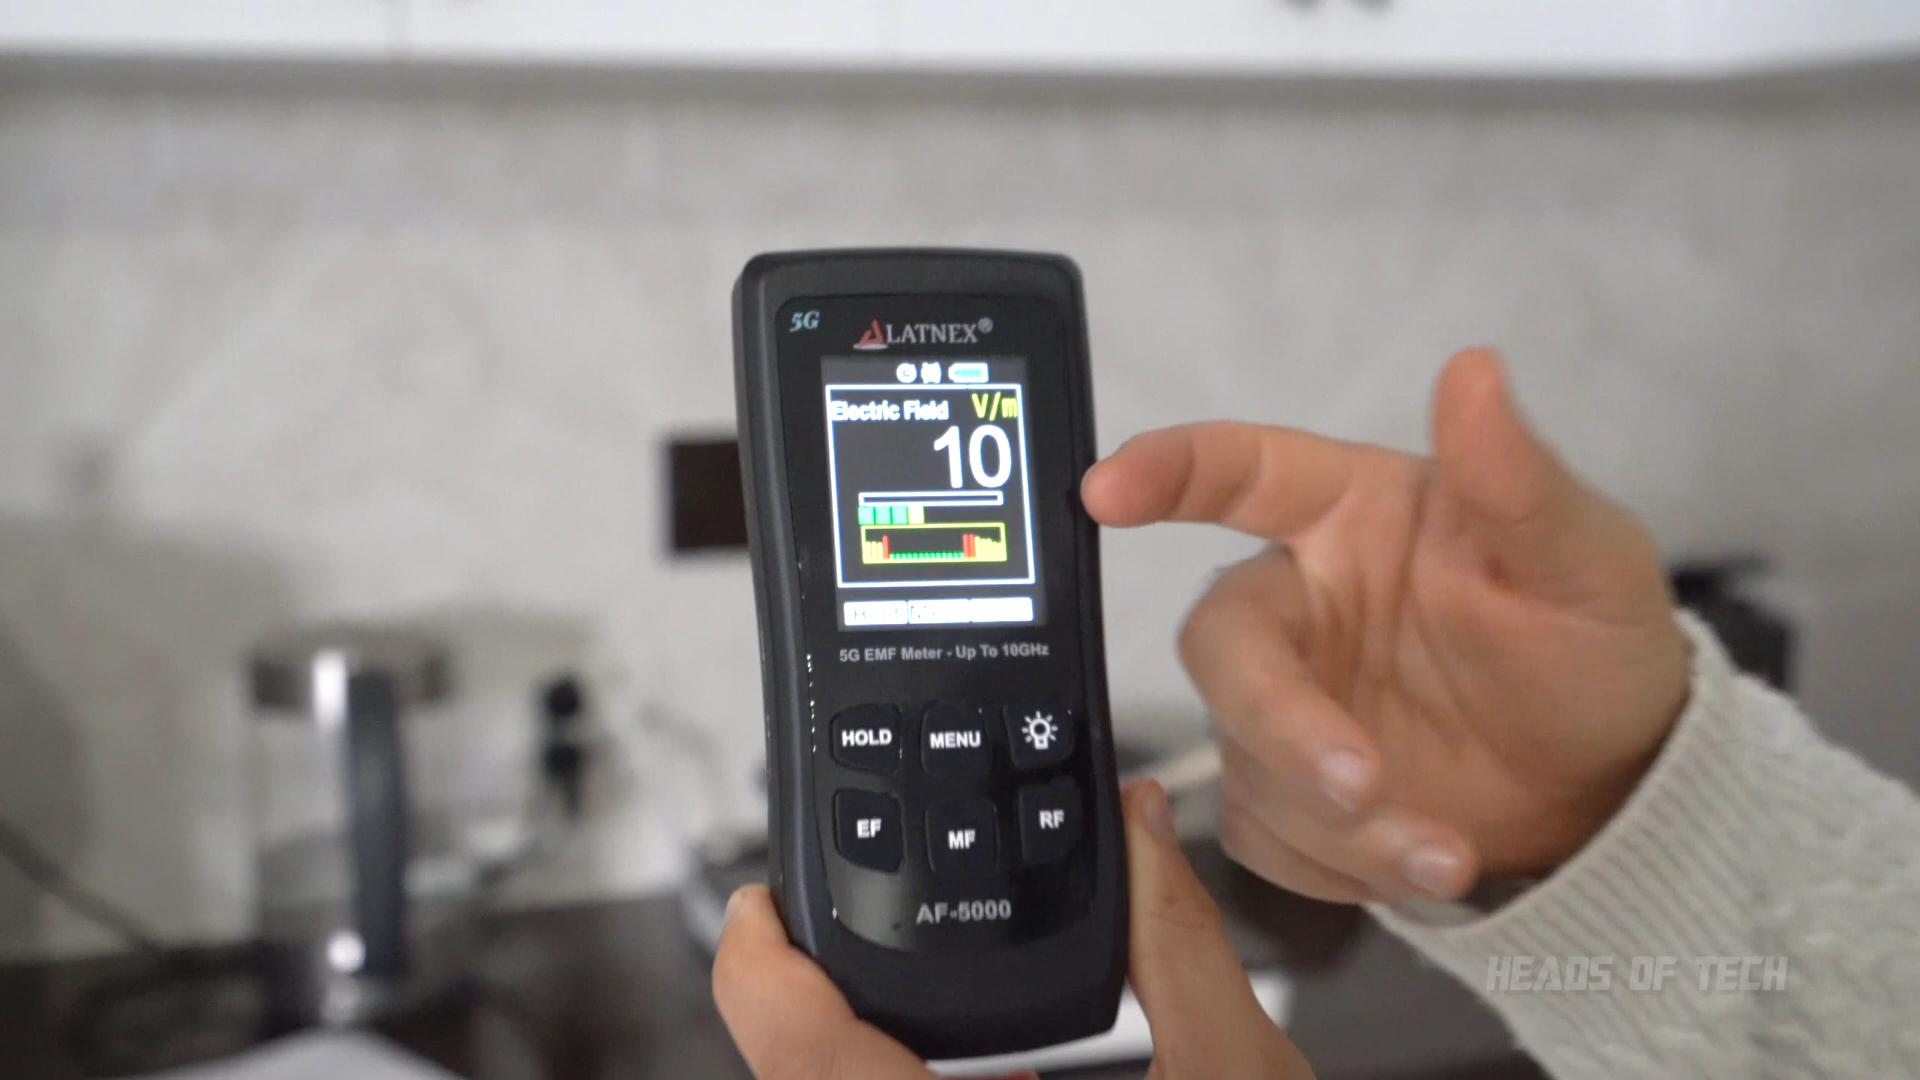 5G
LATNEX®
Electric Field V/m
10
5G EMF Meter - Up To 10GHz
HOLD MENU
EF MF RF
AF-5000
HEADS OF TECH